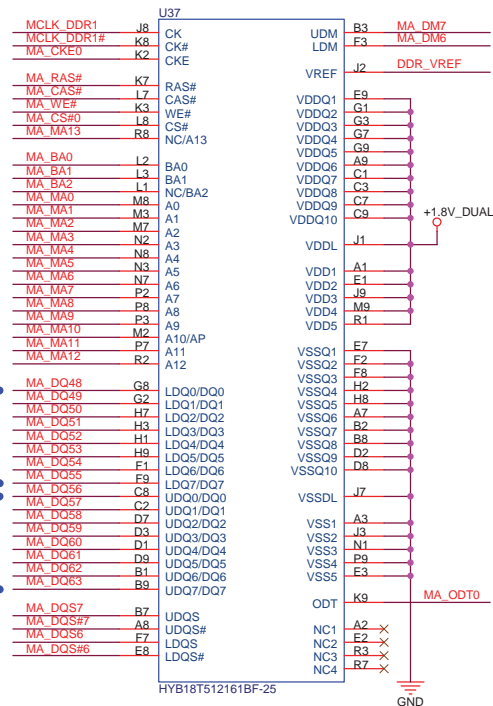 U37
MCLK_DDR1 J8 CK
MCLK_DDR1# K8 CK#
MA_CKE0 K2 CKE
MA_RAS# K7 RAS#
MA_CAS# L7 CAS#
MA_WE# K3 WE#
MA_CS#0 L8 CS#
MA_MA13 R8 NC/A13
MA_BA0 L2 BA0
MA_BA1 L3 BA1
MA_BA2 L1 NC/BA2
MA_MA0 M8 A0
MA_MA1 M3 A1
MA_MA2 M7 A2
MA_MA3 N2 A3
MA_MA4 N8 A4
MA_MA5 N3 A5
MA_MA6 N7 A6
MA_MA7 P2 A7
MA_MA8 P8 A8
MA_MA9 P3 A9
MA_MA10 M2 A10/AP
MA_MA11 P7 A11
MA_MA12 R2 A12
MA_DQ48 G8 LDQ0/DQ0
MA_DQ49 G2 LDQ1/DQ1
MA_DQ50 H7 LDQ2/DQ2
MA_DQ51 H3 LDQ3/DQ3
MA_DQ52 H1 LDQ4/DQ4
MA_DQ53 H9 LDQ5/DQ5
MA_DQ54 F1 LDQ6/DQ6
MA_DQ55 F9 LDQ7/DQ7
MA_DQ56 C8 UDQ0/DQ0
MA_DQ57 C2 UDQ1/DQ1
MA_DQ58 D7 UDQ2/DQ2
MA_DQ59 D3 UDQ3/DQ3
MA_DQ60 D1 UDQ4/DQ4
MA_DQ61 D9 UDQ5/DQ5
MA_DQ62 B1 UDQ6/DQ6
MA_DQ63 B9 UDQ7/DQ7
MA_DQS7 B7 UDQS
MA_DQS#7 A8 UDQS#
MA_DQS6 F7 LDQS
MA_DQS#6 E8 LDQS#
UDM B3 MA_DM7
LDM F3 MA_DM6
VREF J2 DDR_VREF
VDDQ1 E9
VDDQ2 G1
VDDQ3 G3
VDDQ4 G7
VDDQ5 G9
VDDQ6 A9
VDDQ7 C1
VDDQ8 C3
VDDQ9 C7
VDDQ10 C9
+1.8V_DUAL
VDDL J1
VDD1 A1
VDD2 E1
VDD3 J9
VDD4 M9
VDD5 R1
VSSQ1 E7
VSSQ2 F2
VSSQ3 F8
VSSQ4 H2
VSSQ5 H8
VSSQ6 A7
VSSQ7 B2
VSSQ8 B8
VSSQ9 D2
VSSQ10 D8
VSSDL J7
VSS1 A3
VSS2 J3
VSS3 N1
VSS4 P9
VSS5 E3
ODT K9 MA_ODT0
NC1 A2
NC2 E2
NC3 R3
NC4 R7
HYB18T512161BF-25
GND